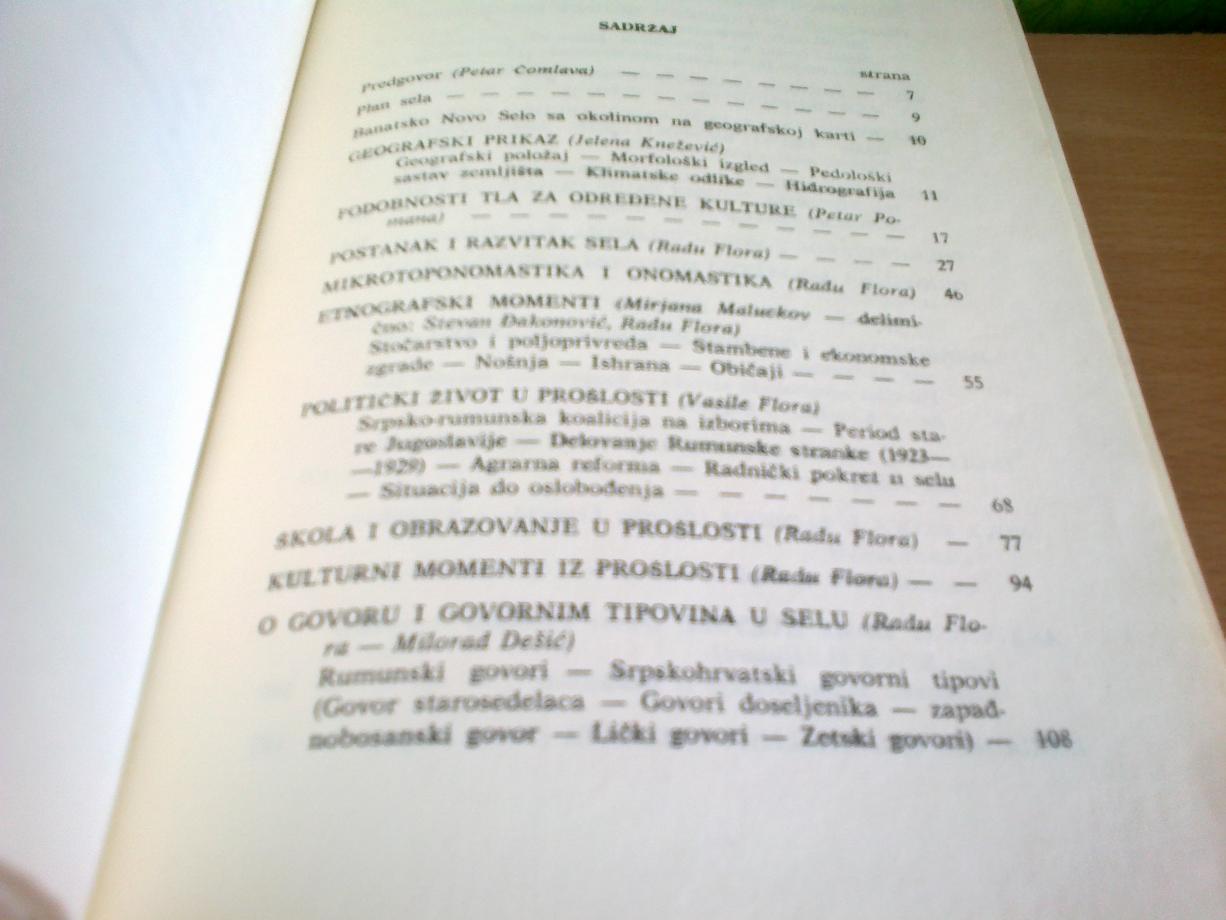 SADRŽAJ
strana
Predgovor (Petar Čomlava) — — — — — — — 7
Plan sela — — — — — — — — — — — 9
Banatsko Novo Selo sa okolinom na geografskoj karti — 10
GEOGRAFSKI PRIKAZ (Jelena Knežević)
Geografski položaj — Morfološki izgled — Pedološki
sastav zemljišta — Klimatske odlike — Hidrografija 11
PODOBNOSTI TLA ZA ODREĐENE KULTURE (Petar Po-
mana) — — — — — — — — — — — 17
POSTANAK I RAZVITAK SELA (Radu Flora) — — — — 27
MIKROTOPONOMASTIKA I ONOMASTIKA (Radu Flora) 46
ETNOGRAFSKI MOMENTI (Mirjana Maluckov — delimi-
čno: Stevan Đakonović, Radu Flora)
Stočarstvo i poljoprivreda — Stambene i ekonomske
zgrade — Nošnja — Ishrana — Običaji — — — — 55
POLITIČKI ŽIVOT U PROŠLOSTI (Vasile Flora)
Srpsko-rumunska koalicija na izborima — Period sta-
re Jugoslavije — Delovanje Rumunske stranke (1923—
—1929) — Agrarna reforma — Radnički pokret u selu
— Situacija do oslobođenja — — — — — — — 68
ŠKOLA I OBRAZOVANJE U PROŠLOSTI (Radu Flora) — 77
KULTURNI MOMENTI IZ PROŠLOSTI (Radu Flora) — — 94
O GOVORU I GOVORNIM TIPOVINA U SELU (Radu Flo-
ra — Milorad Dešić)
Rumunski govori — Srpskohrvatski govorni tipovi
(Govor starosedelaca — Govori doseljenika — zapad-
nobosanski govor — Lički govori — Zetski govori) — 108